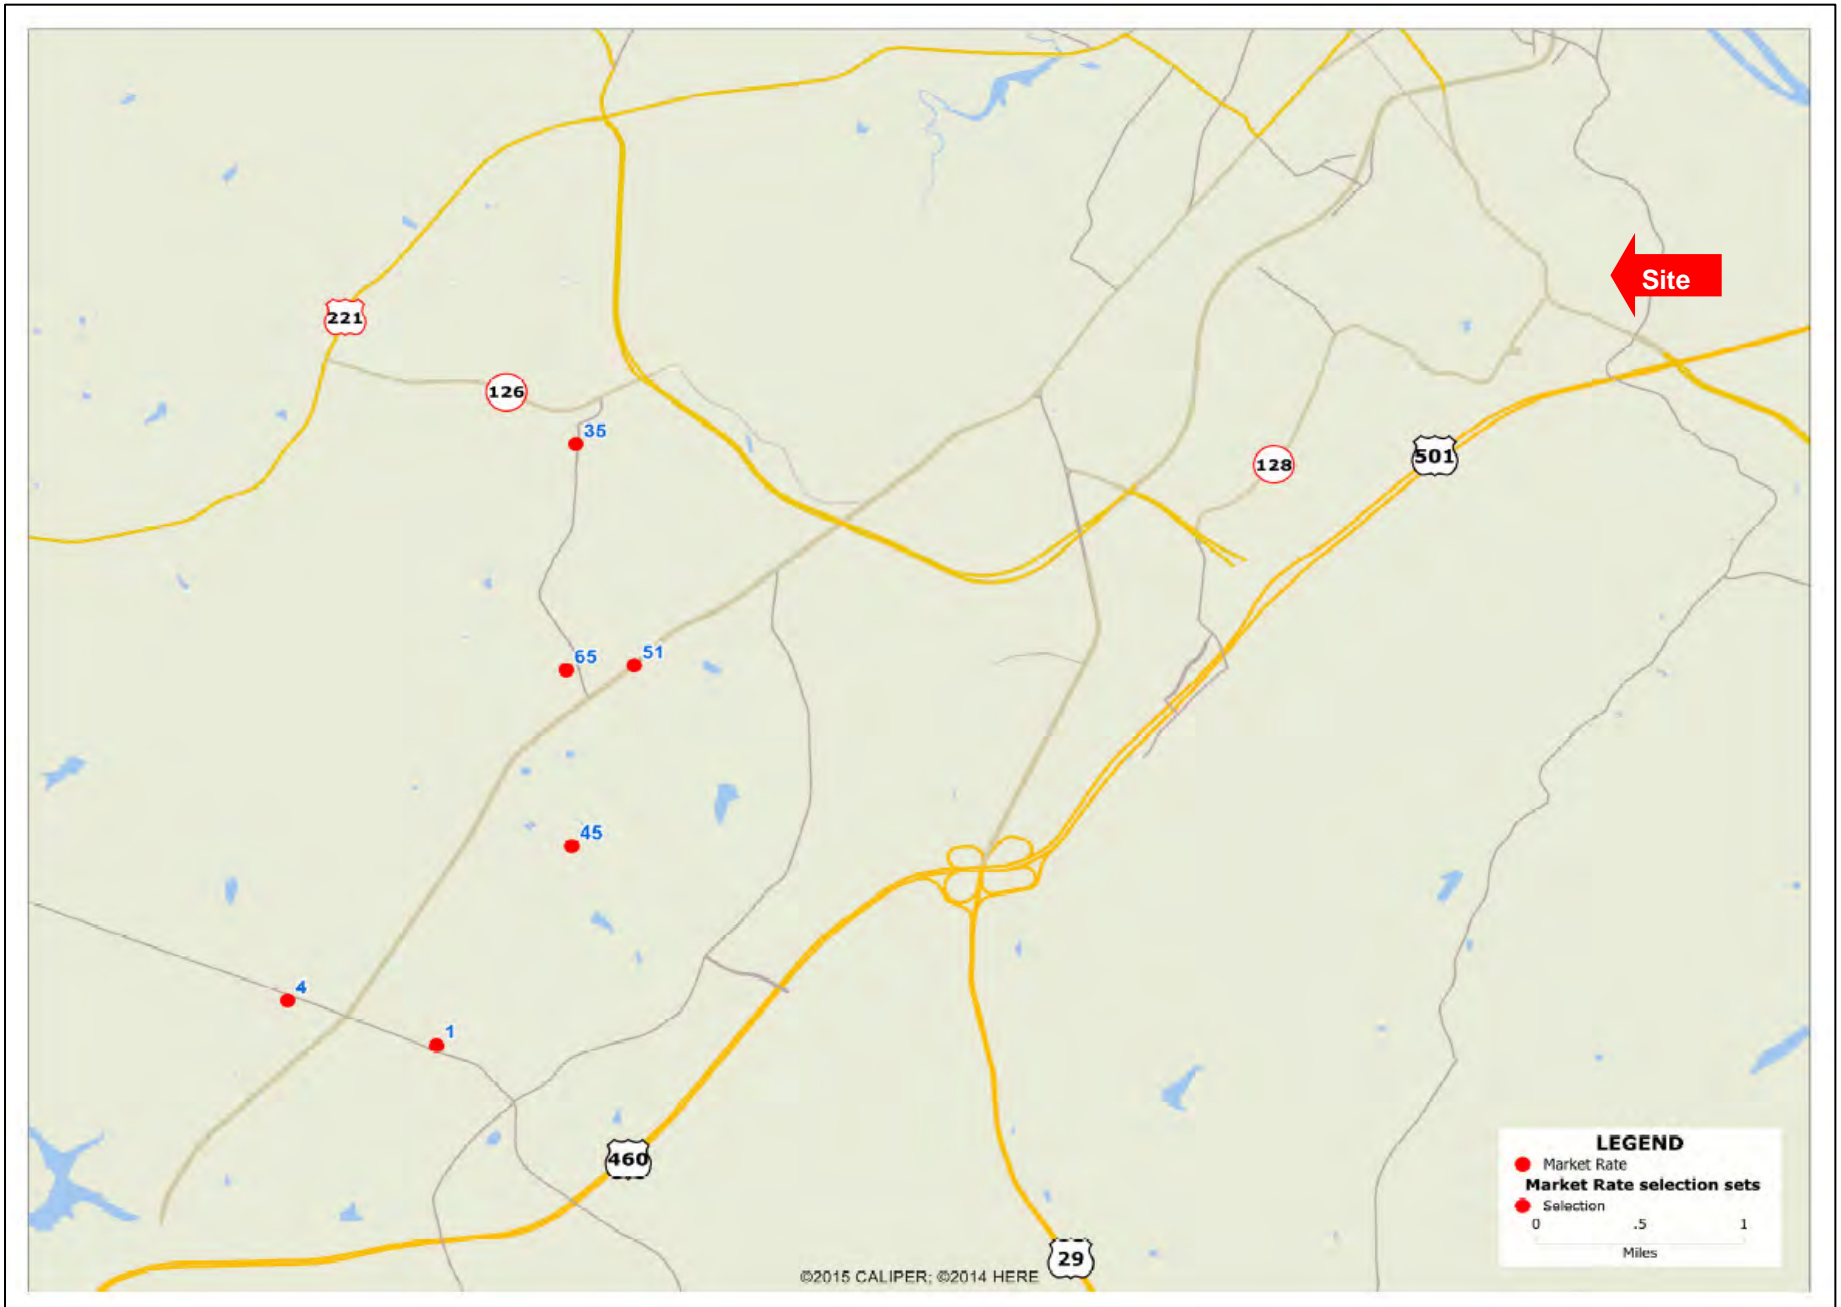 Site
221
126
35
128
501
65
51
45
4
1
460
29
LEGEND
Market Rate
Market Rate selection sets
Selection
0 .5 1
Miles
©2015 CALIPER; ©2014 HERE